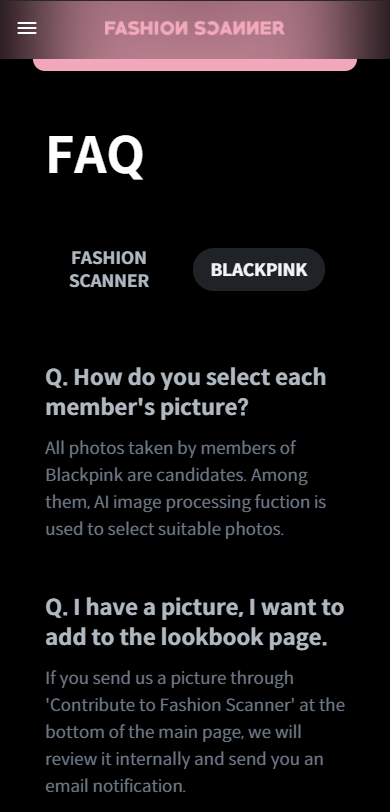 FASHION SCANNER
FAQ
FASHION
SCANNER
BLACKPINK
Q. How do you select each
member's picture?
All photos taken by members of
Blackpink are candidates. Among
them, AI image processing fuction is
used to select suitable photos.
Q. I have a picture, I want to
add to the lookbook page.
If you send us a picture through
'Contribute to Fashion Scanner' at the
bottom of the main page, we will
review it internally and send you an
email notification.